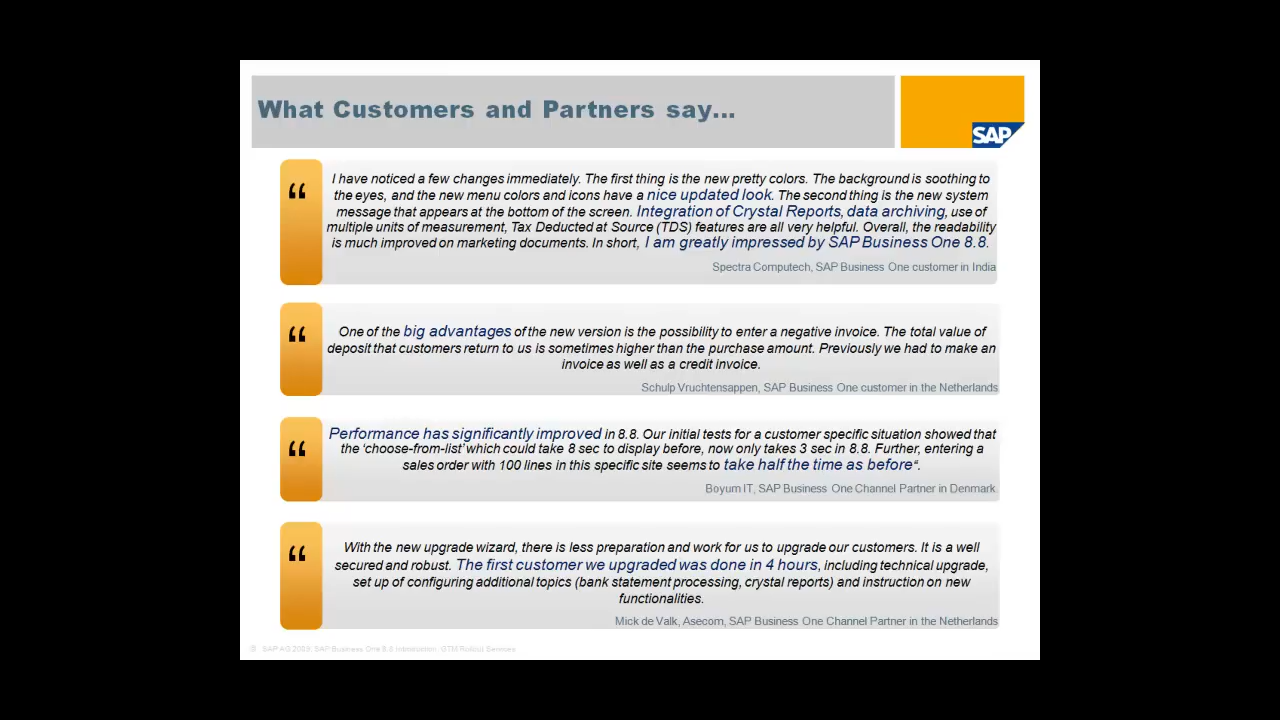 What Customers and Partners say...
SAP
“
I have noticed a few changes immediately. The first thing is the new pretty colors. The background is soothing to
the eyes, and the new menu colors and icons have a nice updated look. The second thing is the new system
message that appears at the bottom of the screen. Integration of Crystal Reports, data archiving, use of
multiple units of measurement, Tax Deducted at Source (TDS) features are all very helpful. Overall, the readability
is much improved on marketing documents. In short, I am greatly impressed by SAP Business One 8.8.
Spectra Computech, SAP Business One customer in India
“
One of the big advantages of the new version is the possibility to enter a negative invoice. The total value of
deposit that customers return to us is sometimes higher than the purchase amount. Previously we had to make an
invoice as well as a credit invoice.
Schulp Vruchtensappen, SAP Business One customer in the Netherlands
“
Performance has significantly improved in 8.8. Our initial tests for a customer specific situation showed that
the ‘choose-from-list’ which could take 8 sec to display before, now only takes 3 sec in 8.8. Further, entering a
sales order with 100 lines in this specific site seems to take half the time as before“.
Boyum IT, SAP Business One Channel Partner in Denmark
“
With the new upgrade wizard, there is less preparation and work for us to upgrade our customers. It is a well
secured and robust. The first customer we upgraded was done in 4 hours, including technical upgrade,
set up of configuring additional topics (bank statement processing, crystal reports) and instruction on new
functionalities.
Mick de Valk, Asecom, SAP Business One Channel Partner in the Netherlands
© SAP AG 2009, SAP Business One 8.8 Introduction, GTM Rollout Services